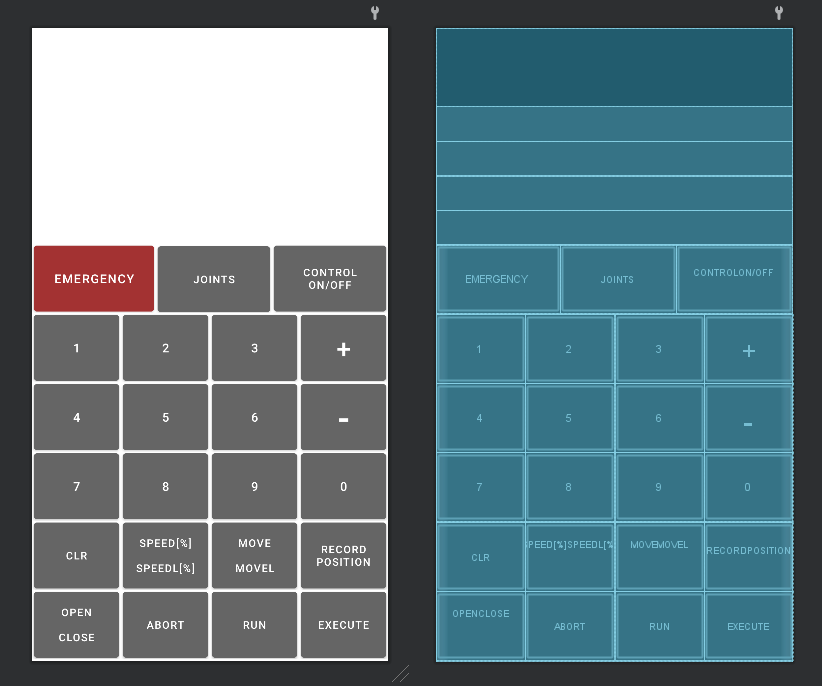 EMERGENCY JOINTS CONTROL
ON/OFF
1 2 3 +
4 5 6 -
7 8 9 0
CLR SPEED[%] MOVE RECORD
SPEEDL[%] MOVEL POSITION
OPEN
CLOSE ABORT RUN EXECUTE
EMERGENCY JOINTS CONTROLON/OFF
1 2 3 +
4 5 6 -
7 8 9 0
CLR PEED[%]SPEEDL[% MOVEMOVEL RECORDPOSITION
OPENCLOSE ABORT RUN EXECUTE